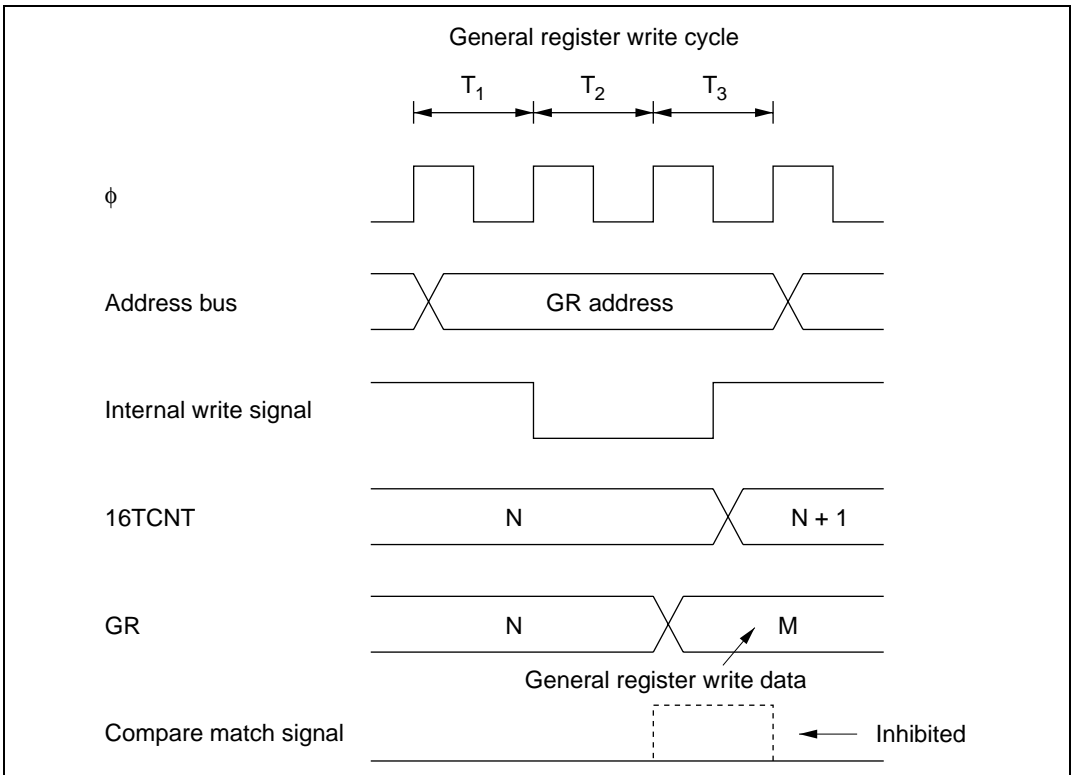 General register write cycle
T1 T2 T3
φ
Address bus GR address
Internal write signal
16TCNT N N + 1
GR N M
General register write data
Compare match signal Inhibited